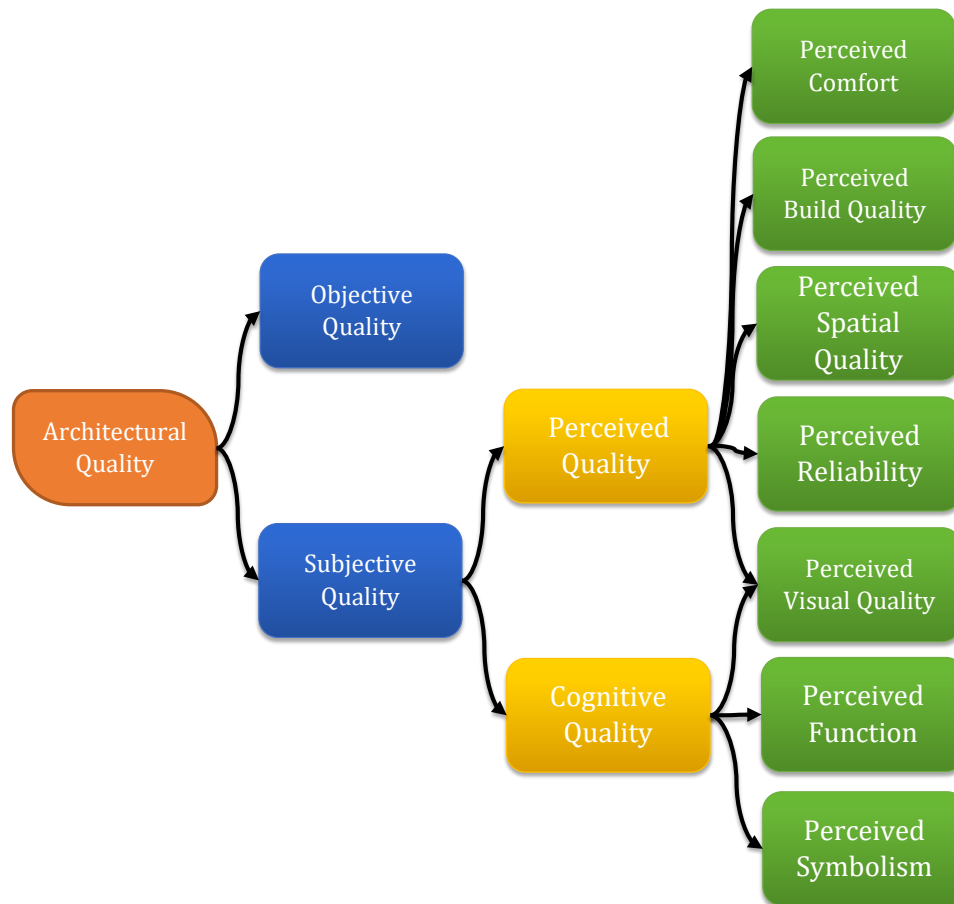 Architectural
Quality
Objective
Quality
Subjective
Quality
Perceived
Quality
Cognitive
Quality
Perceived
Comfort
Perceived
Build Quality
Perceived
Spatial
Quality
Perceived
Reliability
Perceived
Visual Quality
Perceived
Function
Perceived
Symbolism